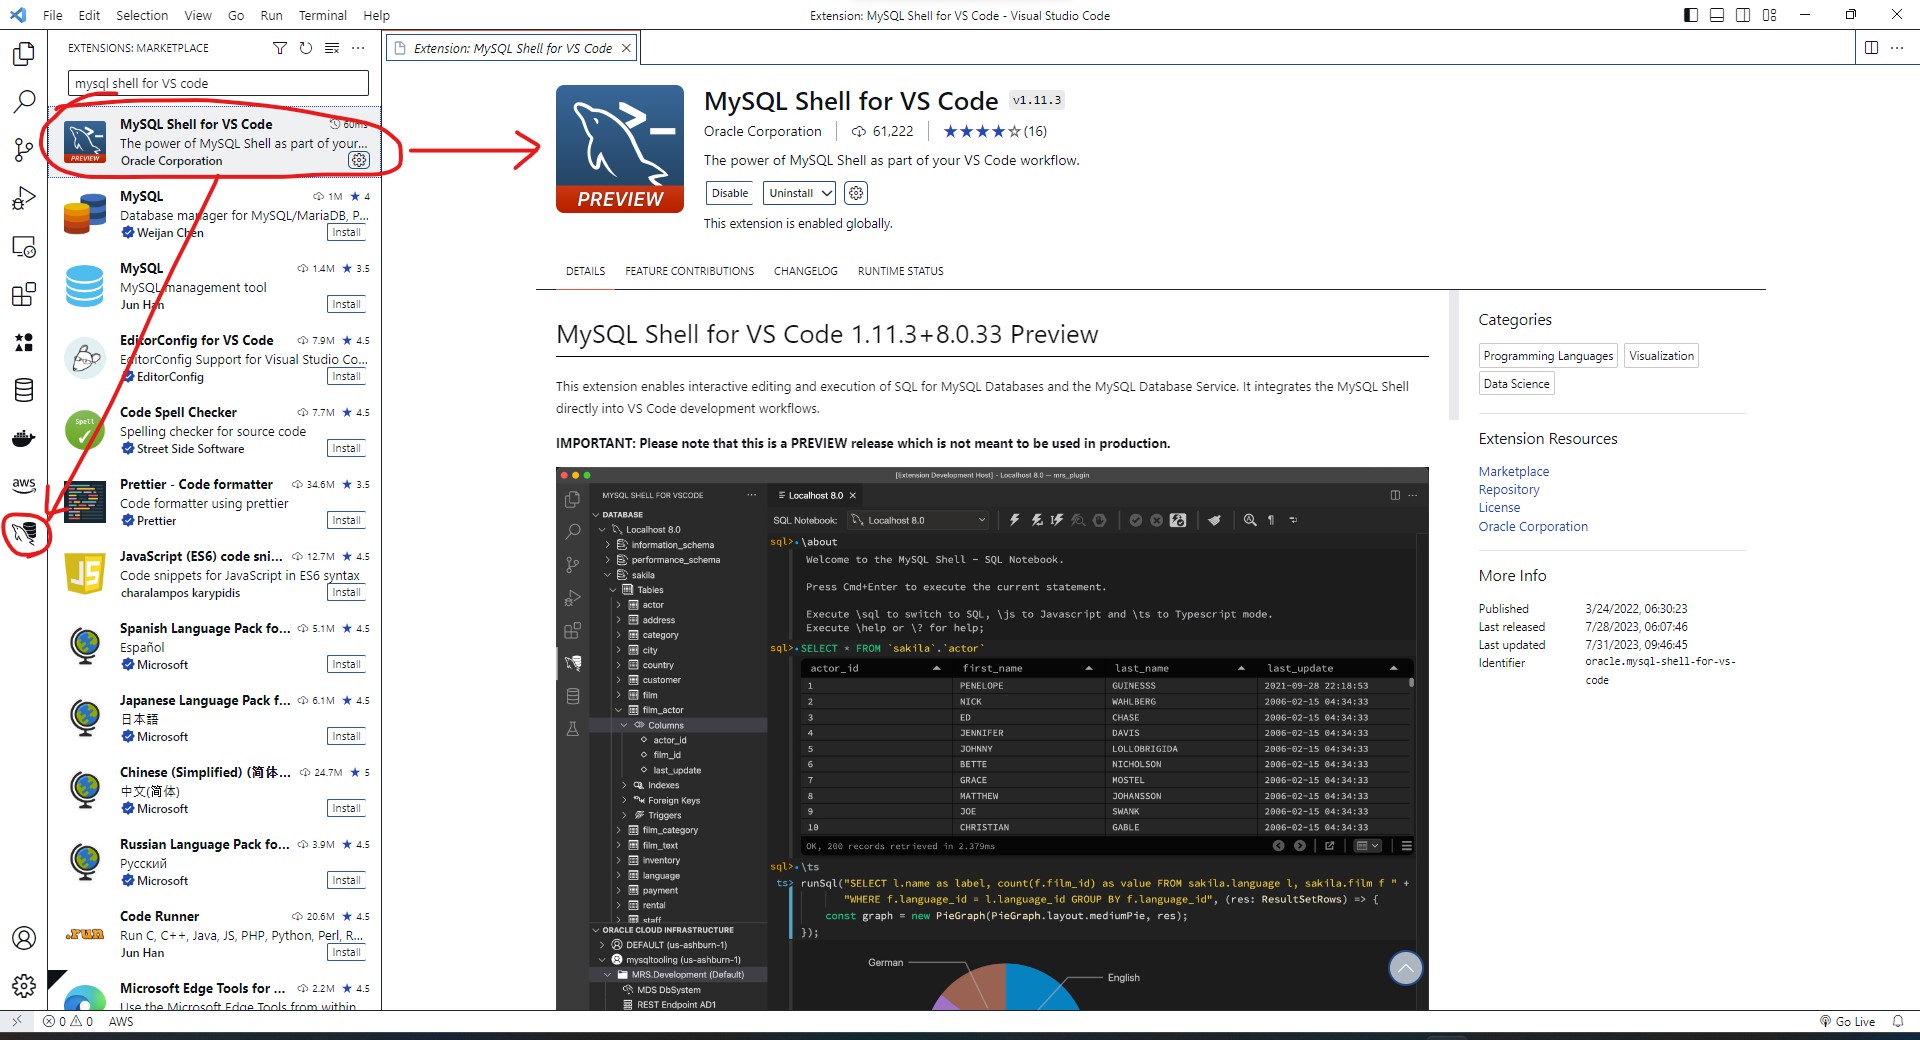 File Edit Selection View Go Run Terminal Help
Extension: MySQL Shell for VS Code - Visual Studio Code
EXTENSIONS: MARKETPLACE
mysql shell for VS code
MySQL Shell for VS Code 60ms
The power of MySQL Shell as part of your...
Oracle Corporation
PREVIEW
MySQL 1M ★ 4
Database manager for MySQL/MariaDB, P...
Weijan Chen Install
MySQL 1.4M ★ 3.5
MySQL management tool
Jun Han Install
EditorConfig for VS Code 7.9M ★ 4.5
EditorConfig Support for Visual Studio Co...
EditorConfig Install
Code Spell Checker 7.7M ★ 4.5
Spelling checker for source code
Street Side Software Install
Spell
Prettier - Code formatter 34.6M ★ 3.5
Code formatter using prettier
Prettier Install
JavaScript (ES6) code sni... 12.7M ★ 4.5
Code snippets for JavaScript in ES6 syntax
charalampos karypidis Install
JS
Spanish Language Pack fo... 5.1M ★ 4.5
Español
Microsoft Install
Japanese Language Pack f... 6.1M ★ 4.5
日本語
Microsoft Install
Chinese (Simplified) (简体... 24.7M ★ 5
中文(简体)
Microsoft Install
Russian Language Pack fo... 3.9M ★ 4.5
Русский
Microsoft Install
Code Runner 20.6M ★ 4.5
Run C, C++, Java, JS, PHP, Python, Perl, R...
Jun Han Install
.run
Microsoft Edge Tools for ... 2.2M ★ 4.5
Use the Microsoft Edge Tools from within
aws
Extension: MySQL Shell for VS Code
PREVIEW
MySQL Shell for VS Code v1.11.3
Oracle Corporation 61,222 ★★★★☆(16)
The power of MySQL Shell as part of your VS Code workflow.
Disable Uninstall
This extension is enabled globally.
DETAILS FEATURE CONTRIBUTIONS CHANGELOG RUNTIME STATUS
MySQL Shell for VS Code 1.11.3+8.0.33 Preview
This extension enables interactive editing and execution of SQL for MySQL Databases and the MySQL Database Service. It integrates the MySQL Shell
directly into VS Code development workflows.
IMPORTANT: Please note that this is a PREVIEW release which is not meant to be used in production.
[Extension Development Host] - Localhost 8.0 — mrs_plugin
MYSQL SHELL FOR VSCODE
DATABASE
Localhost 8.0
information_schema
performance_schema
sakila
Tables
actor
address
category
city
country
customer
film
film_actor
Columns
actor_id
film_id
last_update
Indexes
Foreign Keys
Triggers
film_category
film_text
inventory
language
payment
rental
staff
ORACLE CLOUD INFRASTRUCTURE
DEFAULT (us-ashburn-1)
mysqltooling (us-ashburn-1)
MRS.Development (Default)
MDS DbSystem
REST Endpoint AD1
Localhost 8.0
SQL Notebook: Localhost 8.0
sql> \about
Welcome to the MySQL Shell - SQL Notebook.
Press Cmd+Enter to execute the current statement.
Execute \sql to switch to SQL, \js to Javascript and \ts to Typescript mode.
Execute \help or \? for help;
sql> SELECT * FROM `sakila`.`actor`
actor_id first_name last_name last_update
1 PENELOPE GUINESSS 2021-09-28 22:18:53
2 NICK WAHLBERG 2006-02-15 04:34:33
3 ED CHASE 2006-02-15 04:34:33
4 JENNIFER DAVIS 2006-02-15 04:34:33
5 JOHNNY LOLLOBRIGIDA 2006-02-15 04:34:33
6 BETTE NICHOLSON 2006-02-15 04:34:33
7 GRACE MOSTEL 2006-02-15 04:34:33
8 MATTHEW JOHANSSON 2006-02-15 04:34:33
9 JOE SWANK 2006-02-15 04:34:33
10 CHRISTIAN GABLE 2006-02-15 04:34:33
OK, 200 records retrieved in 2.379ms
sql> \ts
ts> runSql("SELECT l.name as label, count(f.film_id) as value FROM sakila.language l, sakila.film f " +
"WHERE f.language_id = l.language_id GROUP BY f.language_id", (res: ResultSetRows) => {
const graph = new PieGraph(PieGraph.layout.mediumPie, res);
});
German
English
Categories
Programming Languages Visualization
Data Science
Extension Resources
Marketplace
Repository
License
Oracle Corporation
More Info
Published 3/24/2022, 06:30:23
Last released 7/28/2023, 06:07:46
Last updated 7/31/2023, 09:46:45
Identifier oracle.mysql-shell-for-vs-
code
0 0 AWS
Go Live